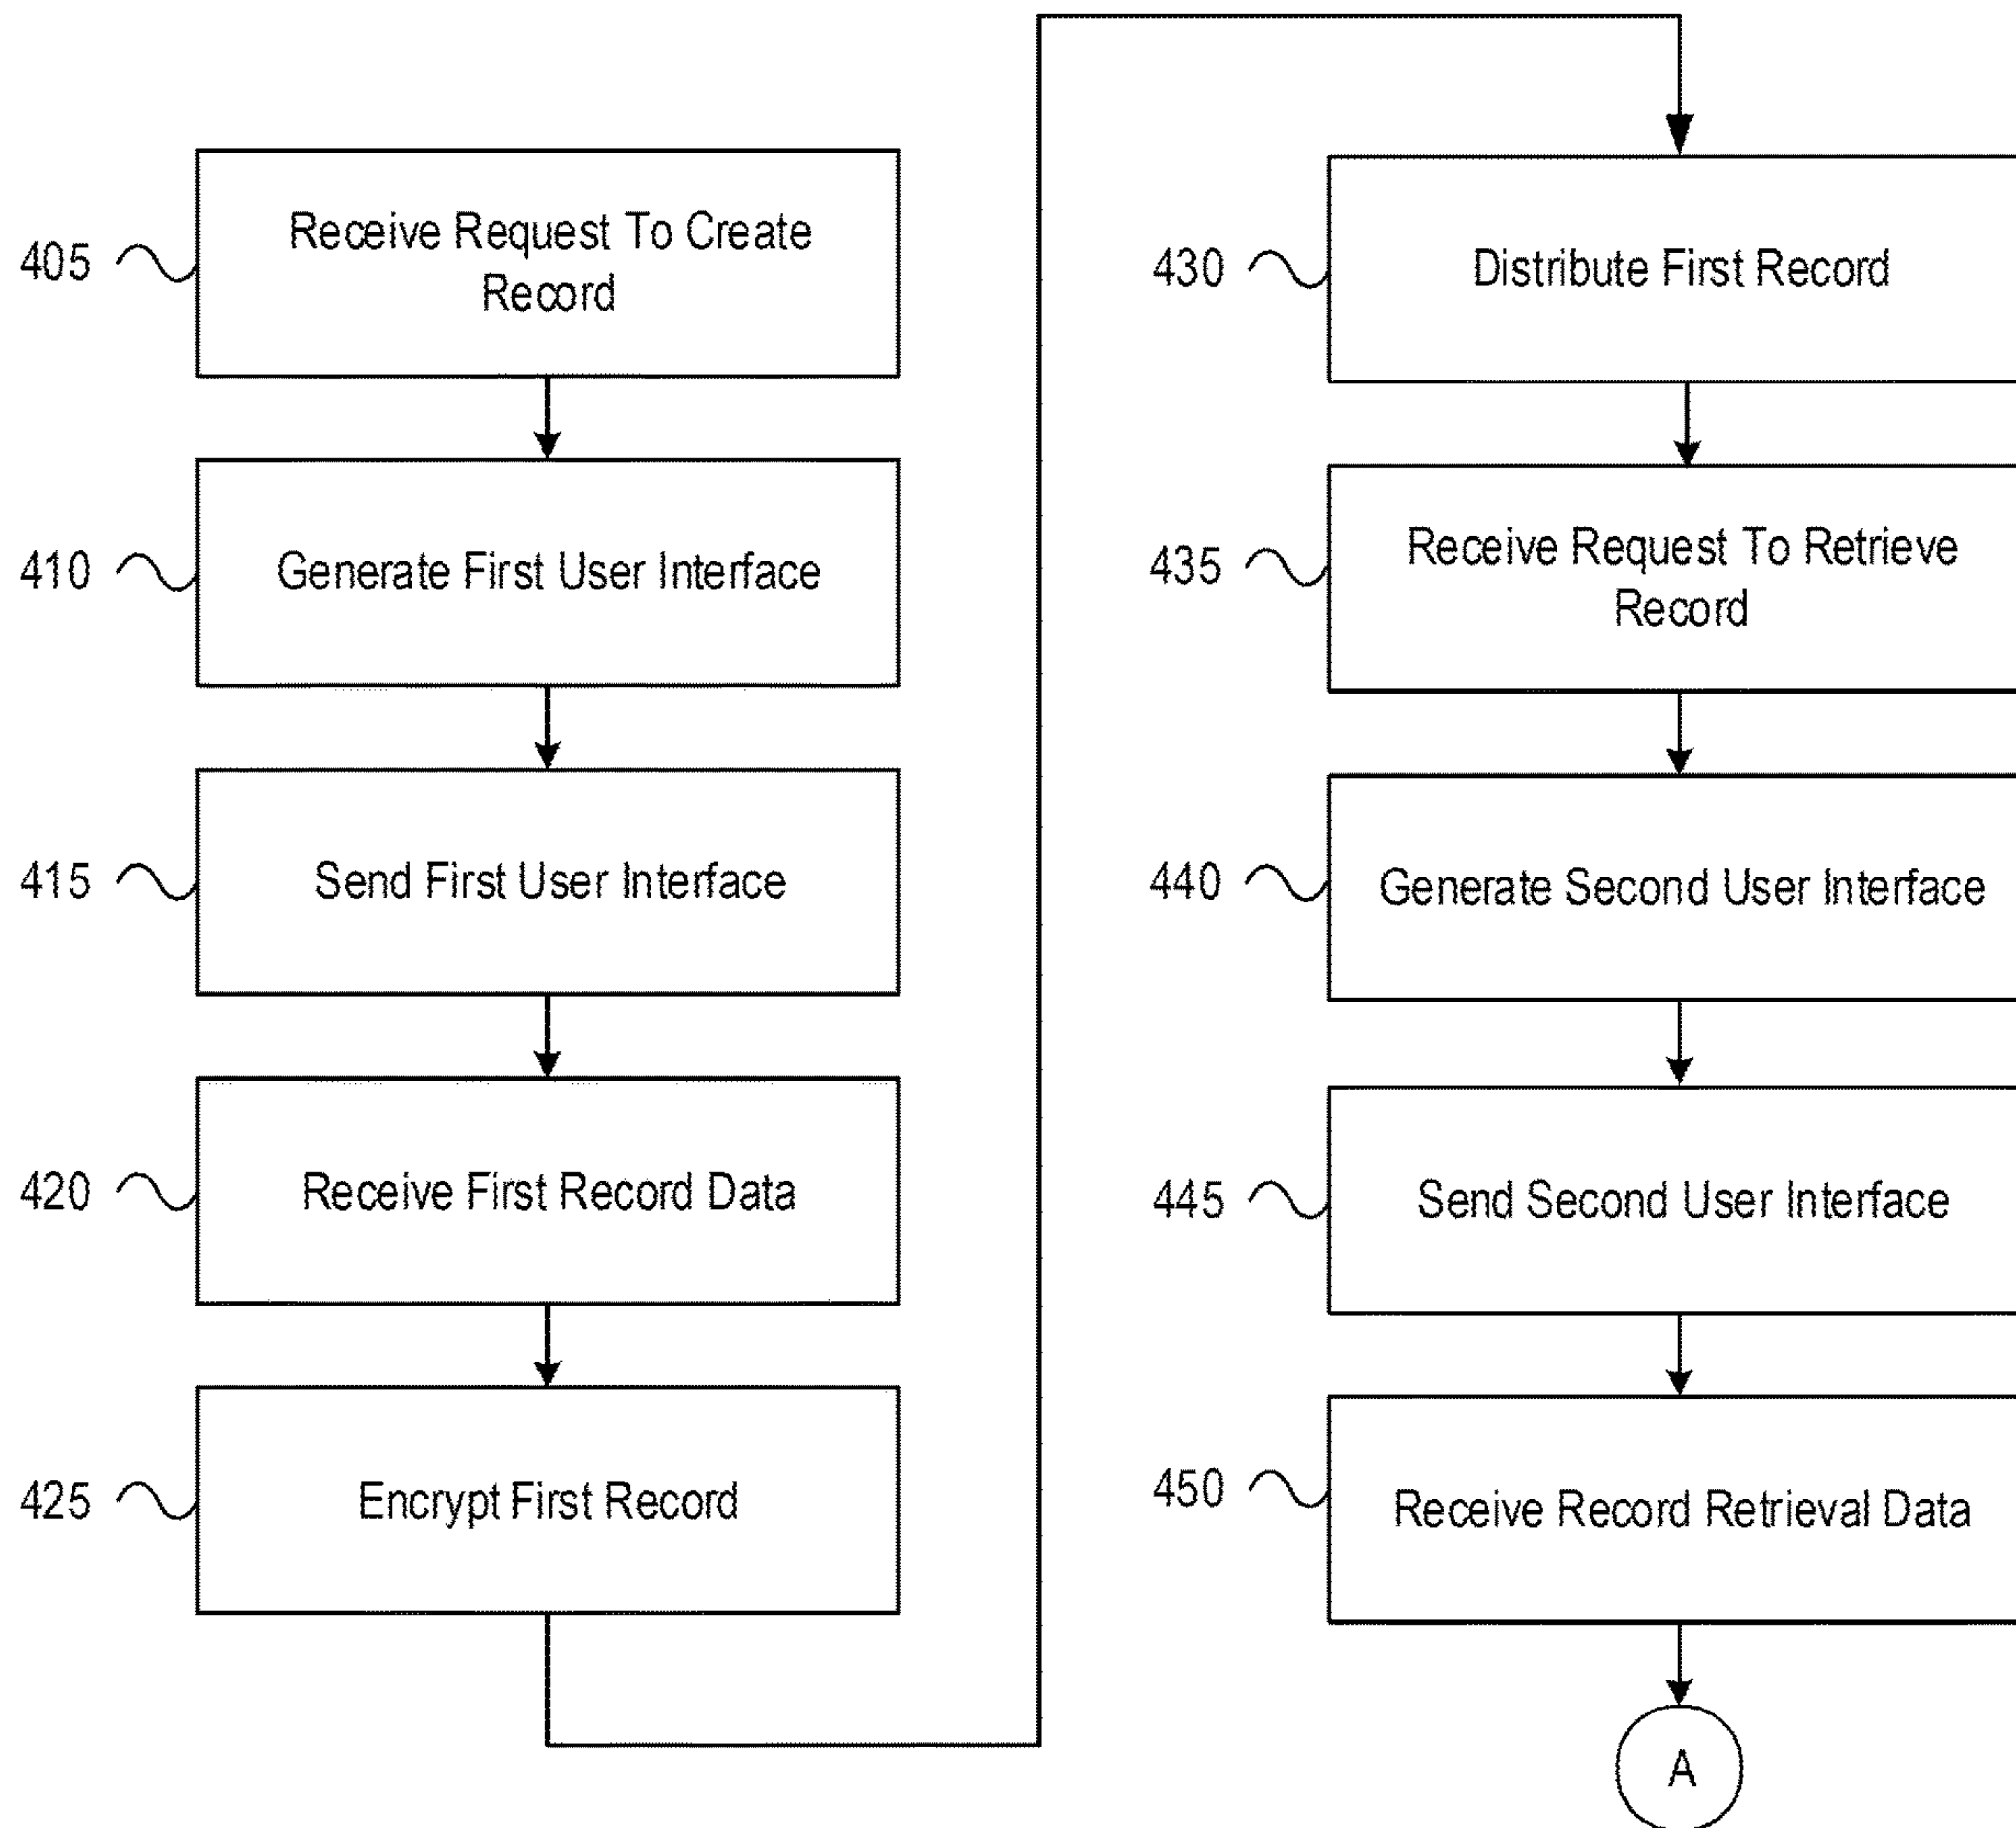 405
Receive Request To Create
Record
410
Generate First User Interface
415
Send First User Interface
420
Receive First Record Data
425
Encrypt First Record
430
Distribute First Record
435
Receive Request To Retrieve
Record
440
Generate Second User Interface
445
Send Second User Interface
450
Receive Record Retrieval Data
A